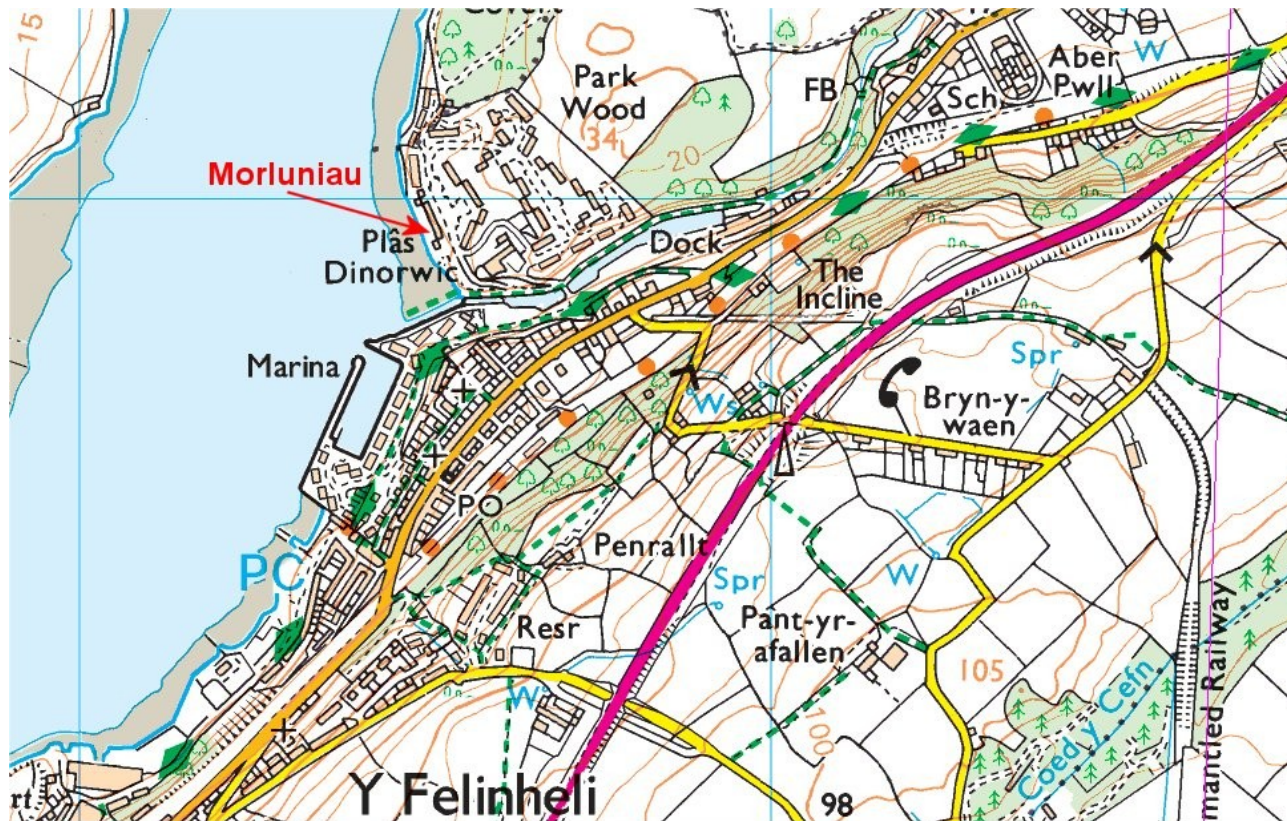 15
Park
Wood
34
20
FB
Sch
Aber
Pwll
W
Morluniau
Plâs
Dinorwic
Dock
The
Incline
Marina
Spr
Ws
Bryn-y-
waen
PO
PC
Penrallt
Spr
W
Resr
Pant-yr-
afallen
105
W
100
Coed y Cefn
mantled Railway
Y Felinheli
98
rt